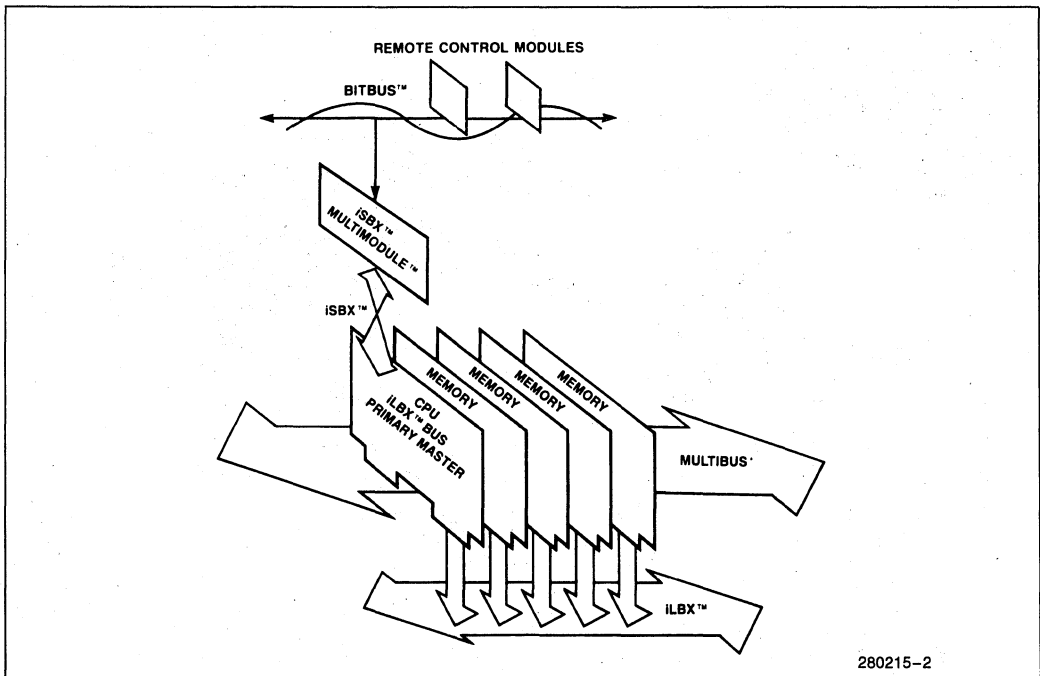 REMOTE CONTROL MODULES
BITBUS™
iSBX™
MULTIMODULE™
iSBX™
CPU
iLBX™ BUS
PRIMARY MASTER
MEMORY
MEMORY
MEMORY
MEMORY
MULTIBUS*
iLBX™
280215-2